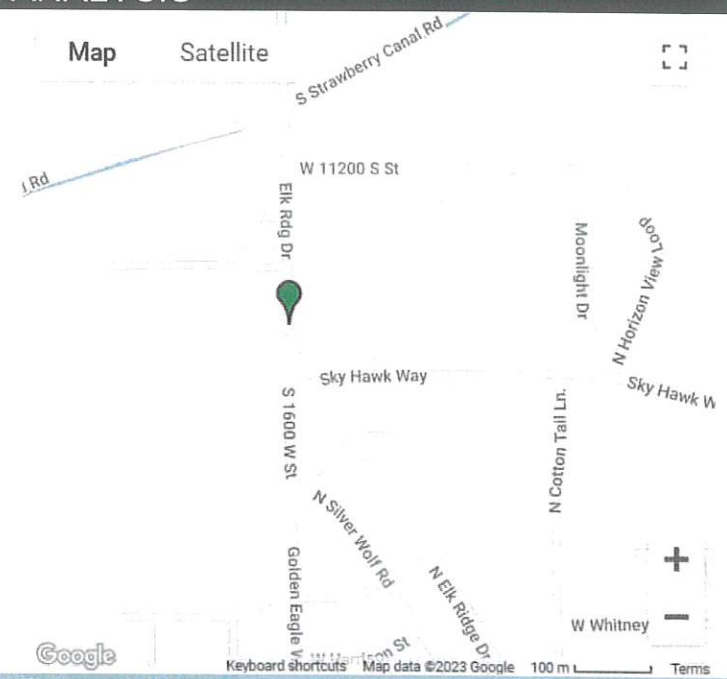 Map Satellite
S Strawberry Canal Rd
Rd
W 11200 S St
Elk Rdg Dr
Moonlight Dr
N Horizon View Loop
Sky Hawk Way
Sky Hawk W
S 1600 W St
N Cotton Tail Ln.
N Silver Wolf Rd
Golden Eagle
N Elk Ridge Dr
W Whitney
W Harrison St
Google
Keyboard shortcuts Map data ©2023 Google 100 m Terms